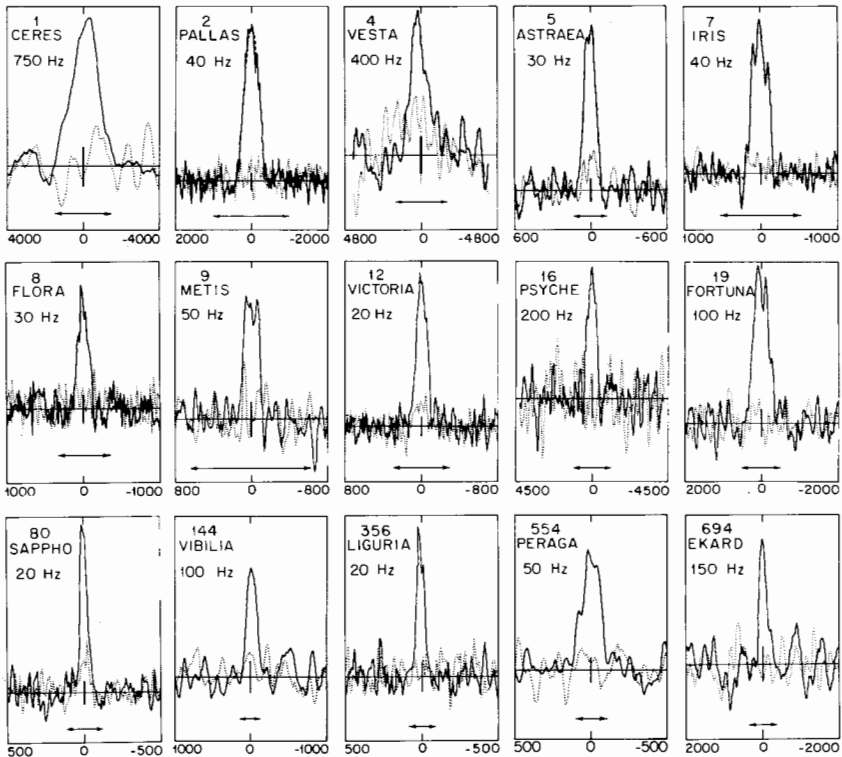 1
CERES
750 Hz
4000 0 -4000
2
PALLAS
40 Hz
2000 0 -2000
4
VESTA
400 Hz
4800 0 -4800
5
ASTRAEA
30 Hz
600 0 -600
7
IRIS
40 Hz
1000 0 -1000
8
FLORA
30 Hz
1000 0 -1000
9
METIS
50 Hz
800 0 -800
12
VICTORIA
20 Hz
800 0 -800
16
PSYCHE
200 Hz
4500 0 -4500
19
FORTUNA
100 Hz
2000 0 -2000
80
SAPPHO
20 Hz
500 0 -500
144
VIBILIA
100 Hz
1000 0 -1000
356
LIGURIA
20 Hz
500 0 -500
554
PERAGA
50 Hz
500 0 -500
694
EKARD
150 Hz
2000 0 -2000